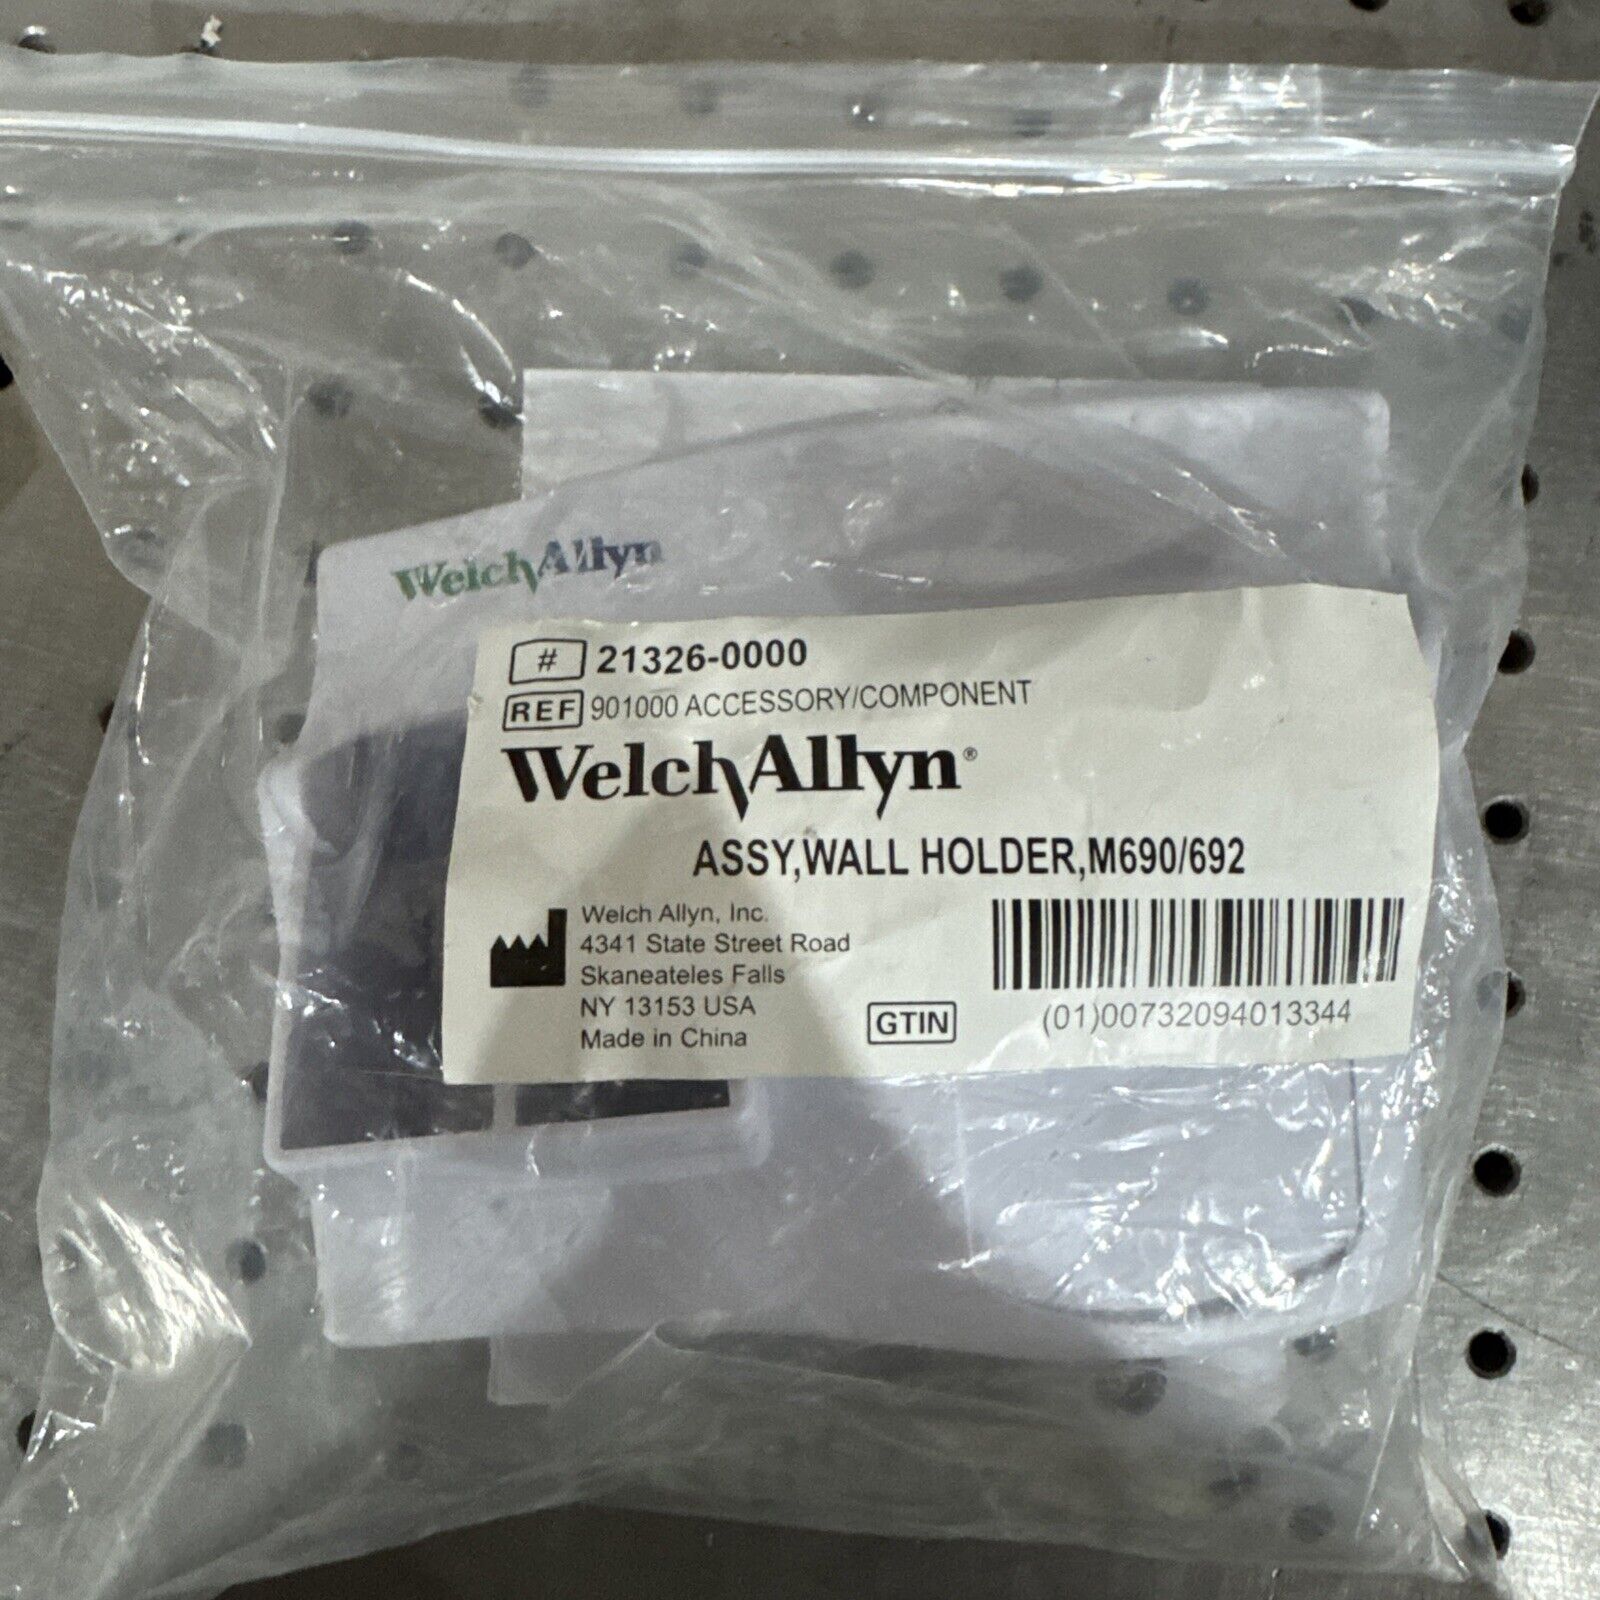 WelchAllyn
# 21326-0000
REF 901000 ACCESSORY/COMPONENT
WelchAllyn®
ASSY,WALL HOLDER,M690/692
Welch Allyn, Inc.
4341 State Street Road
Skaneateles Falls
NY 13153 USA
Made in China
GTIN
(01)00732094013344